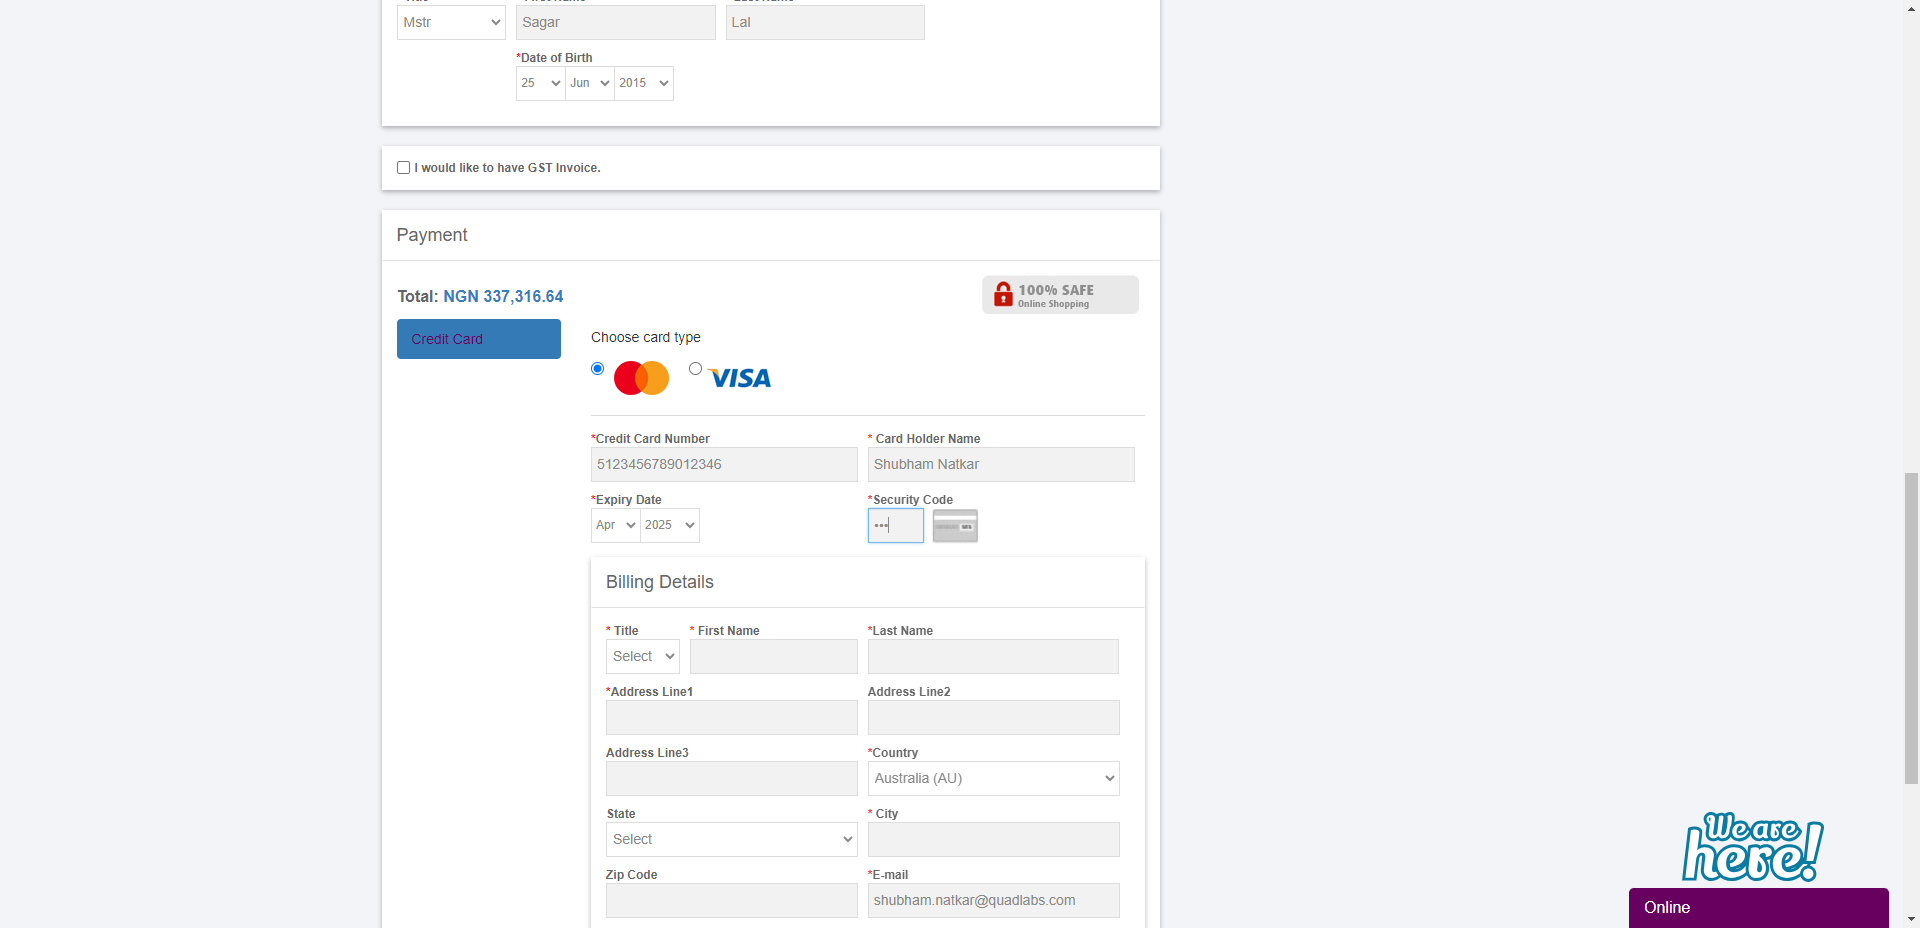 Mstr
Sagar
Lal
*Date of Birth
25 Jun 2015
I would like to have GST Invoice.
Payment
Total: NGN 337,316.64
100% SAFE
Online Shopping
Credit Card
Choose card type
VISA
*Credit Card Number
* Card Holder Name
5123456789012346
Shubham Natkar
*Expiry Date
*Security Code
Apr 2025
•••
Billing Details
* Title
* First Name
*Last Name
Select
*Address Line1
Address Line2
Address Line3
*Country
Australia (AU)
State
* City
Select
Zip Code
*E-mail
shubham.natkar@quadlabs.com
We are
here!
Online